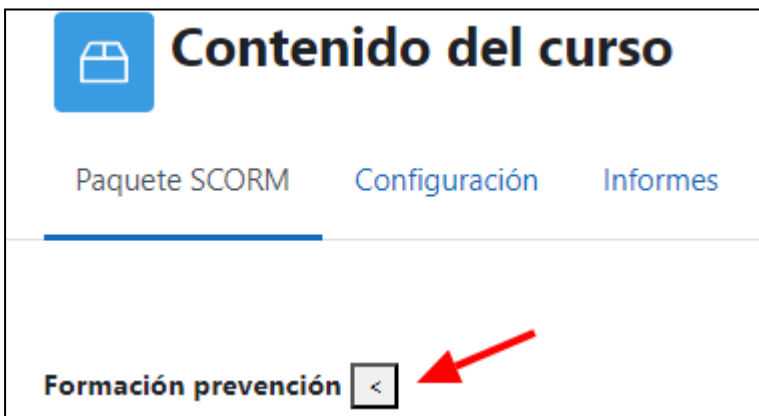 Contenido del curso
Paquete SCORM Configuración Informes
Formación prevención <